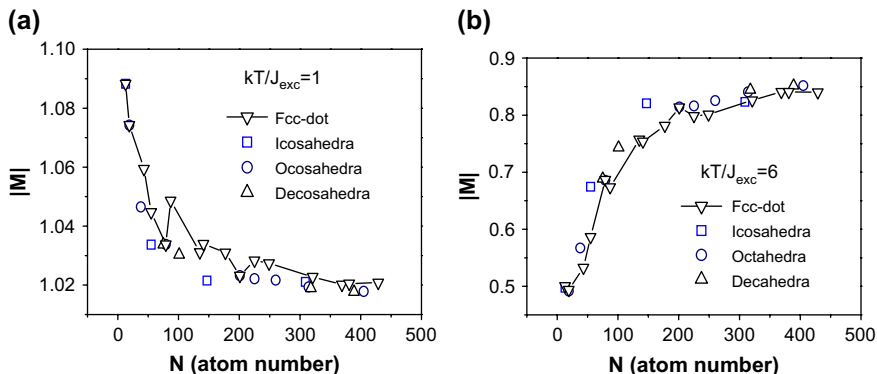 (a)
1.10
1.08
1.06
1.04
1.02
|M|
kT/J_exc=1
Fcc-dot
Icosahedra
Ocosahedra
Decosahedra
0 100 200 300 400 500
N (atom number)
(b)
0.9
0.8
0.7
0.6
0.5
0.4
|M|
kT/J_exc=6
Fcc-dot
Icosahedra
Octahedra
Decahedra
0 100 200 300 400 500
N (atom number)